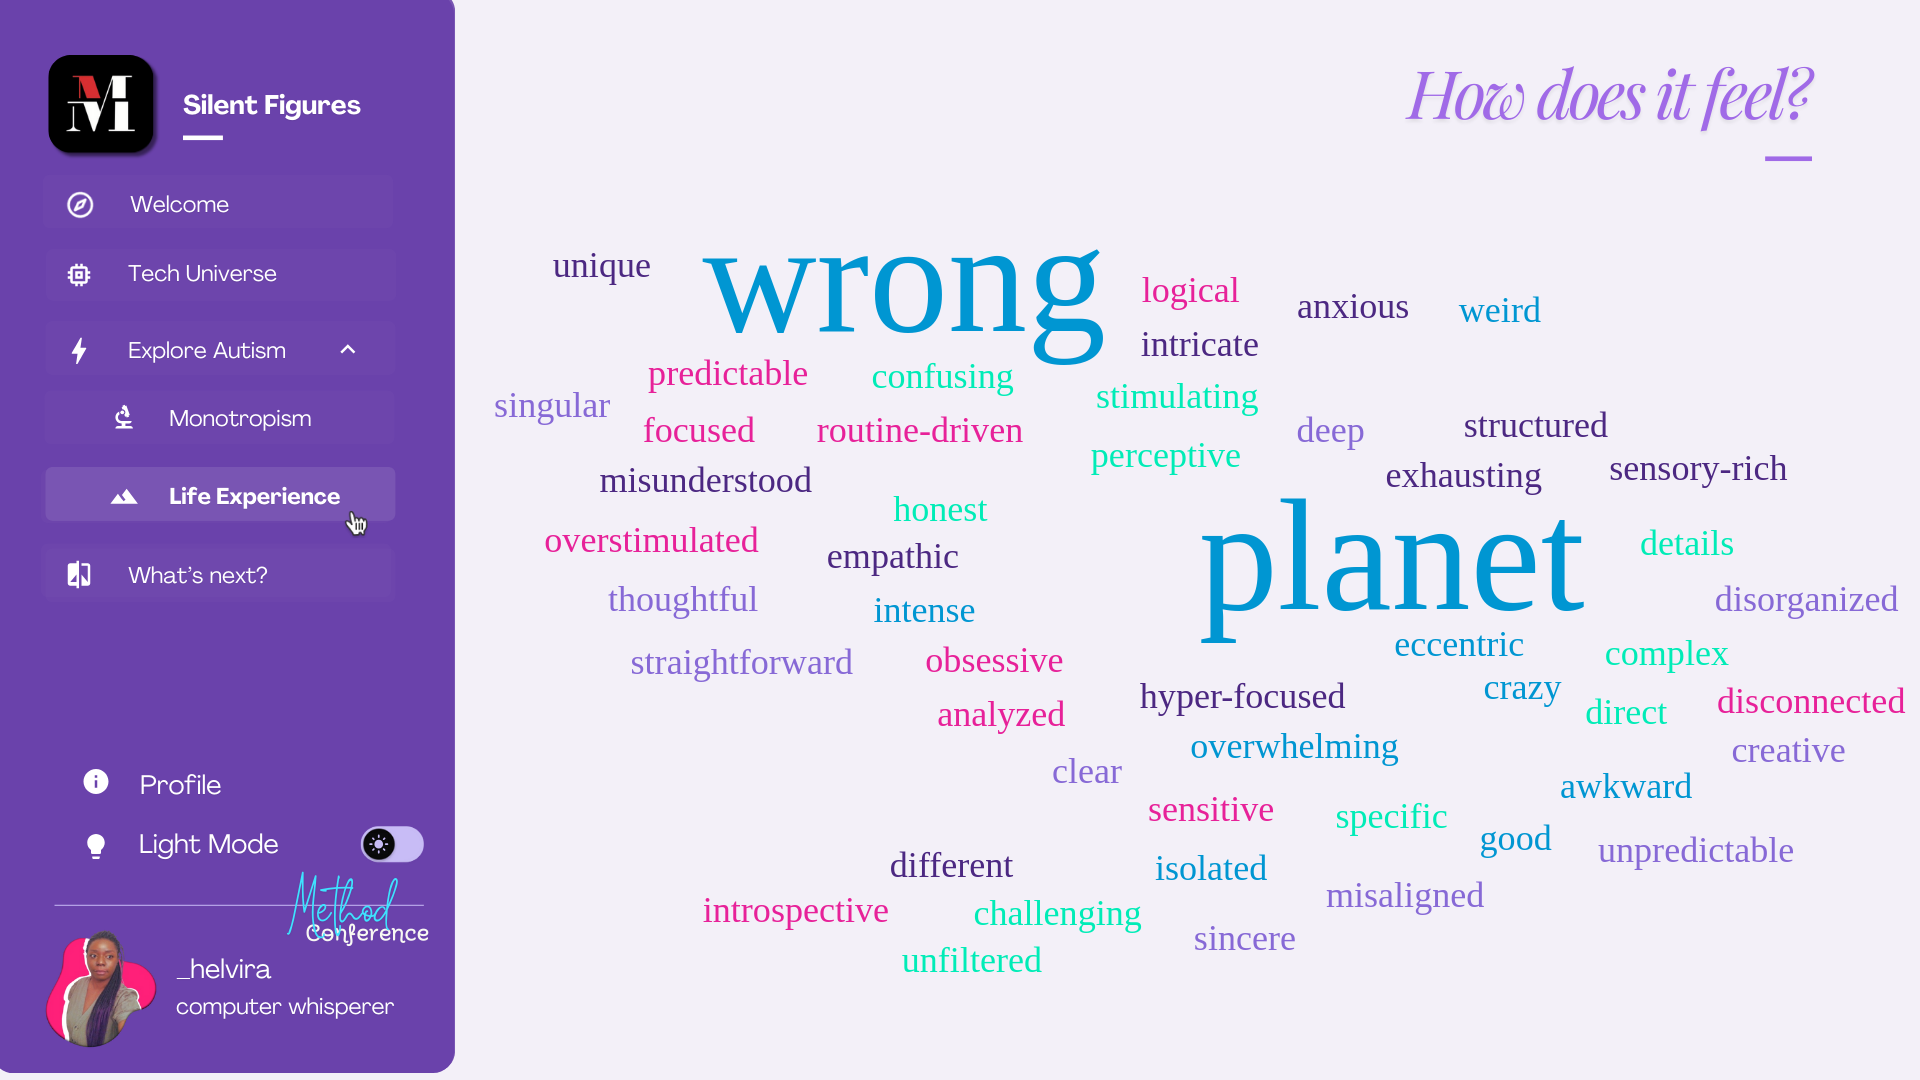 M
Silent Figures
Welcome
Tech Universe
Explore Autism
Monotropism
Life Experience
What's next?
Profile
Light Mode
Method
Conference
_helvira
computer whisperer
How does it feel?
unique
wrong
logical
anxious
weird
intricate
predictable
confusing
stimulating
singular
focused
routine-driven
deep
structured
perceptive
misunderstood
exhausting
sensory-rich
honest
planet
overstimulated
empathic
details
thoughtful
intense
disorganized
straightforward
obsessive
eccentric
complex
hyper-focused
crazy
analyzed
direct
disconnected
overwhelming
creative
clear
awkward
sensitive
specific
good
unpredictable
different
isolated
misaligned
introspective
challenging
sincere
unfiltered